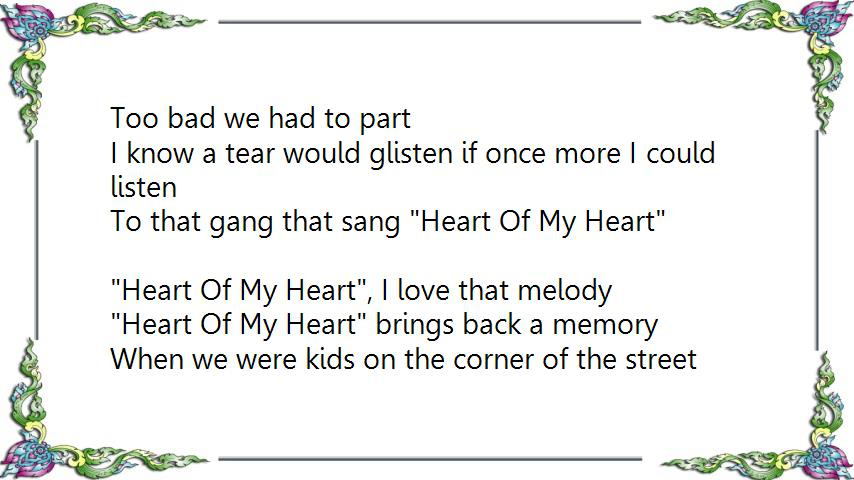 Too bad we had to part
I know a tear would glisten if once more I could
listen
To that gang that sang "Heart Of My Heart"

"Heart Of My Heart", I love that melody
"Heart Of My Heart" brings back a memory
When we were kids on the corner of the street